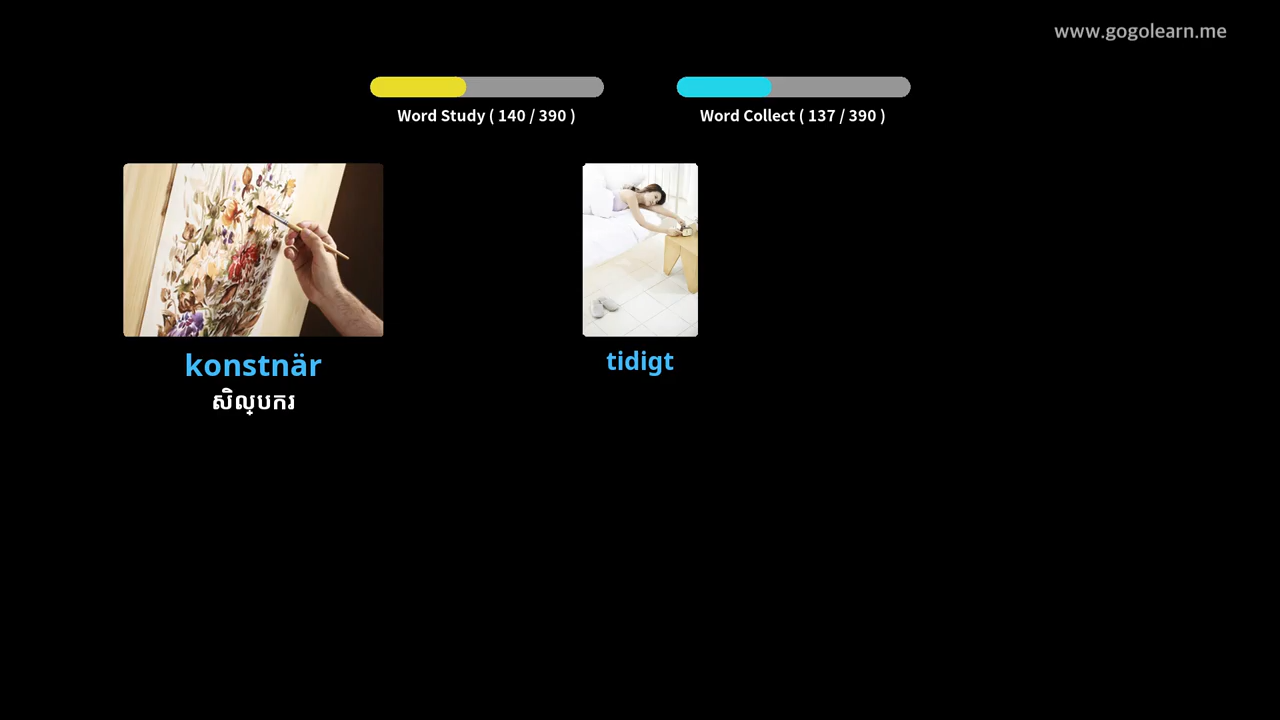 www.gogolearn.me
Word Study ( 140 / 390 )
Word Collect ( 137 / 390 )
konstnär
សិល្បករ
tidigt